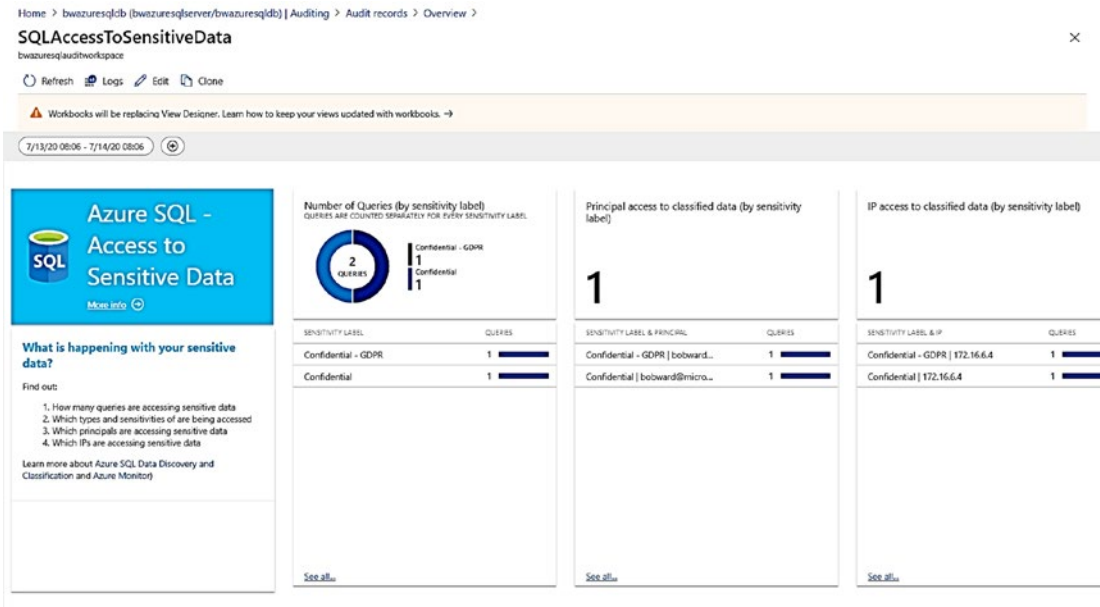 Home > bwazuresqldb (bwazuresqlserver/bwazuresqldb) | Auditing > Audit records > Overview >
SQLAccessToSensitiveData
bwazuresqlauditworkspace
Refresh Logs Edit Clone
Workbooks will be replacing View Designer. Learn how to keep your views updated with workbooks. →
7/13/20 08:06 - 7/14/20 08:06
SQL
Azure SQL -
Access to
Sensitive Data
More info
What is happening with your sensitive
data?
Find out:
1. How many queries are accessing sensitive data
2. Which types and sensitivities of are being accessed
3. Which principals are accessing sensitive data
4. Which IPs are accessing sensitive data
Learn more about Azure SQL Data Discovery and
Classification and Azure Monitor)
Number of Queries (by sensitivity label)
QUERIES ARE COUNTED SEPARATELY FOR EVERY SENSITIVITY LABEL
2
QUERIES
Confidential - GDPR
1
Confidential
1
SENSITIVITY LABEL QUERIES
Confidential - GDPR 1
Confidential 1
See all...
Principal access to classified data (by sensitivity
label)
1
SENSITIVITY LABEL & PRINCIPAL QUERIES
Confidential - GDPR | bobward... 1
Confidential | bobward@micro... 1
See all...
IP access to classified data (by sensitivity label)
1
SENSITIVITY LABEL & IP QUERIES
Confidential - GDPR | 172.16.6.4 1
Confidential | 172.16.6.4 1
See all...